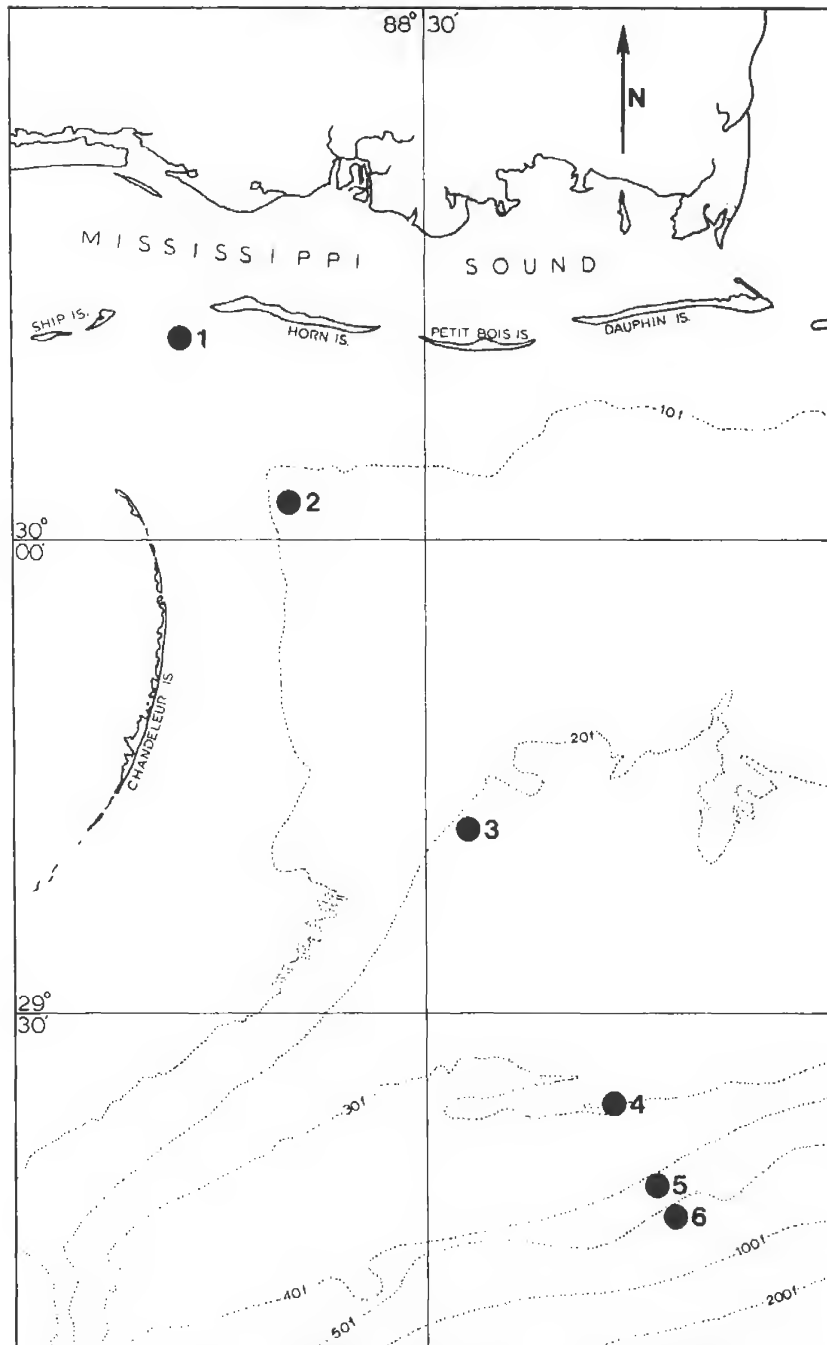 88° 30'
N
MISSISSIPPI SOUND
SHIP IS.
1
HORN IS.
PETIT BOIS IS
DAUPHIN IS.
10f
2
30°
00'
CHANDELEUR IS
20f
3
29°
30'
30f
4
5
6
40f
50f
100f
200f